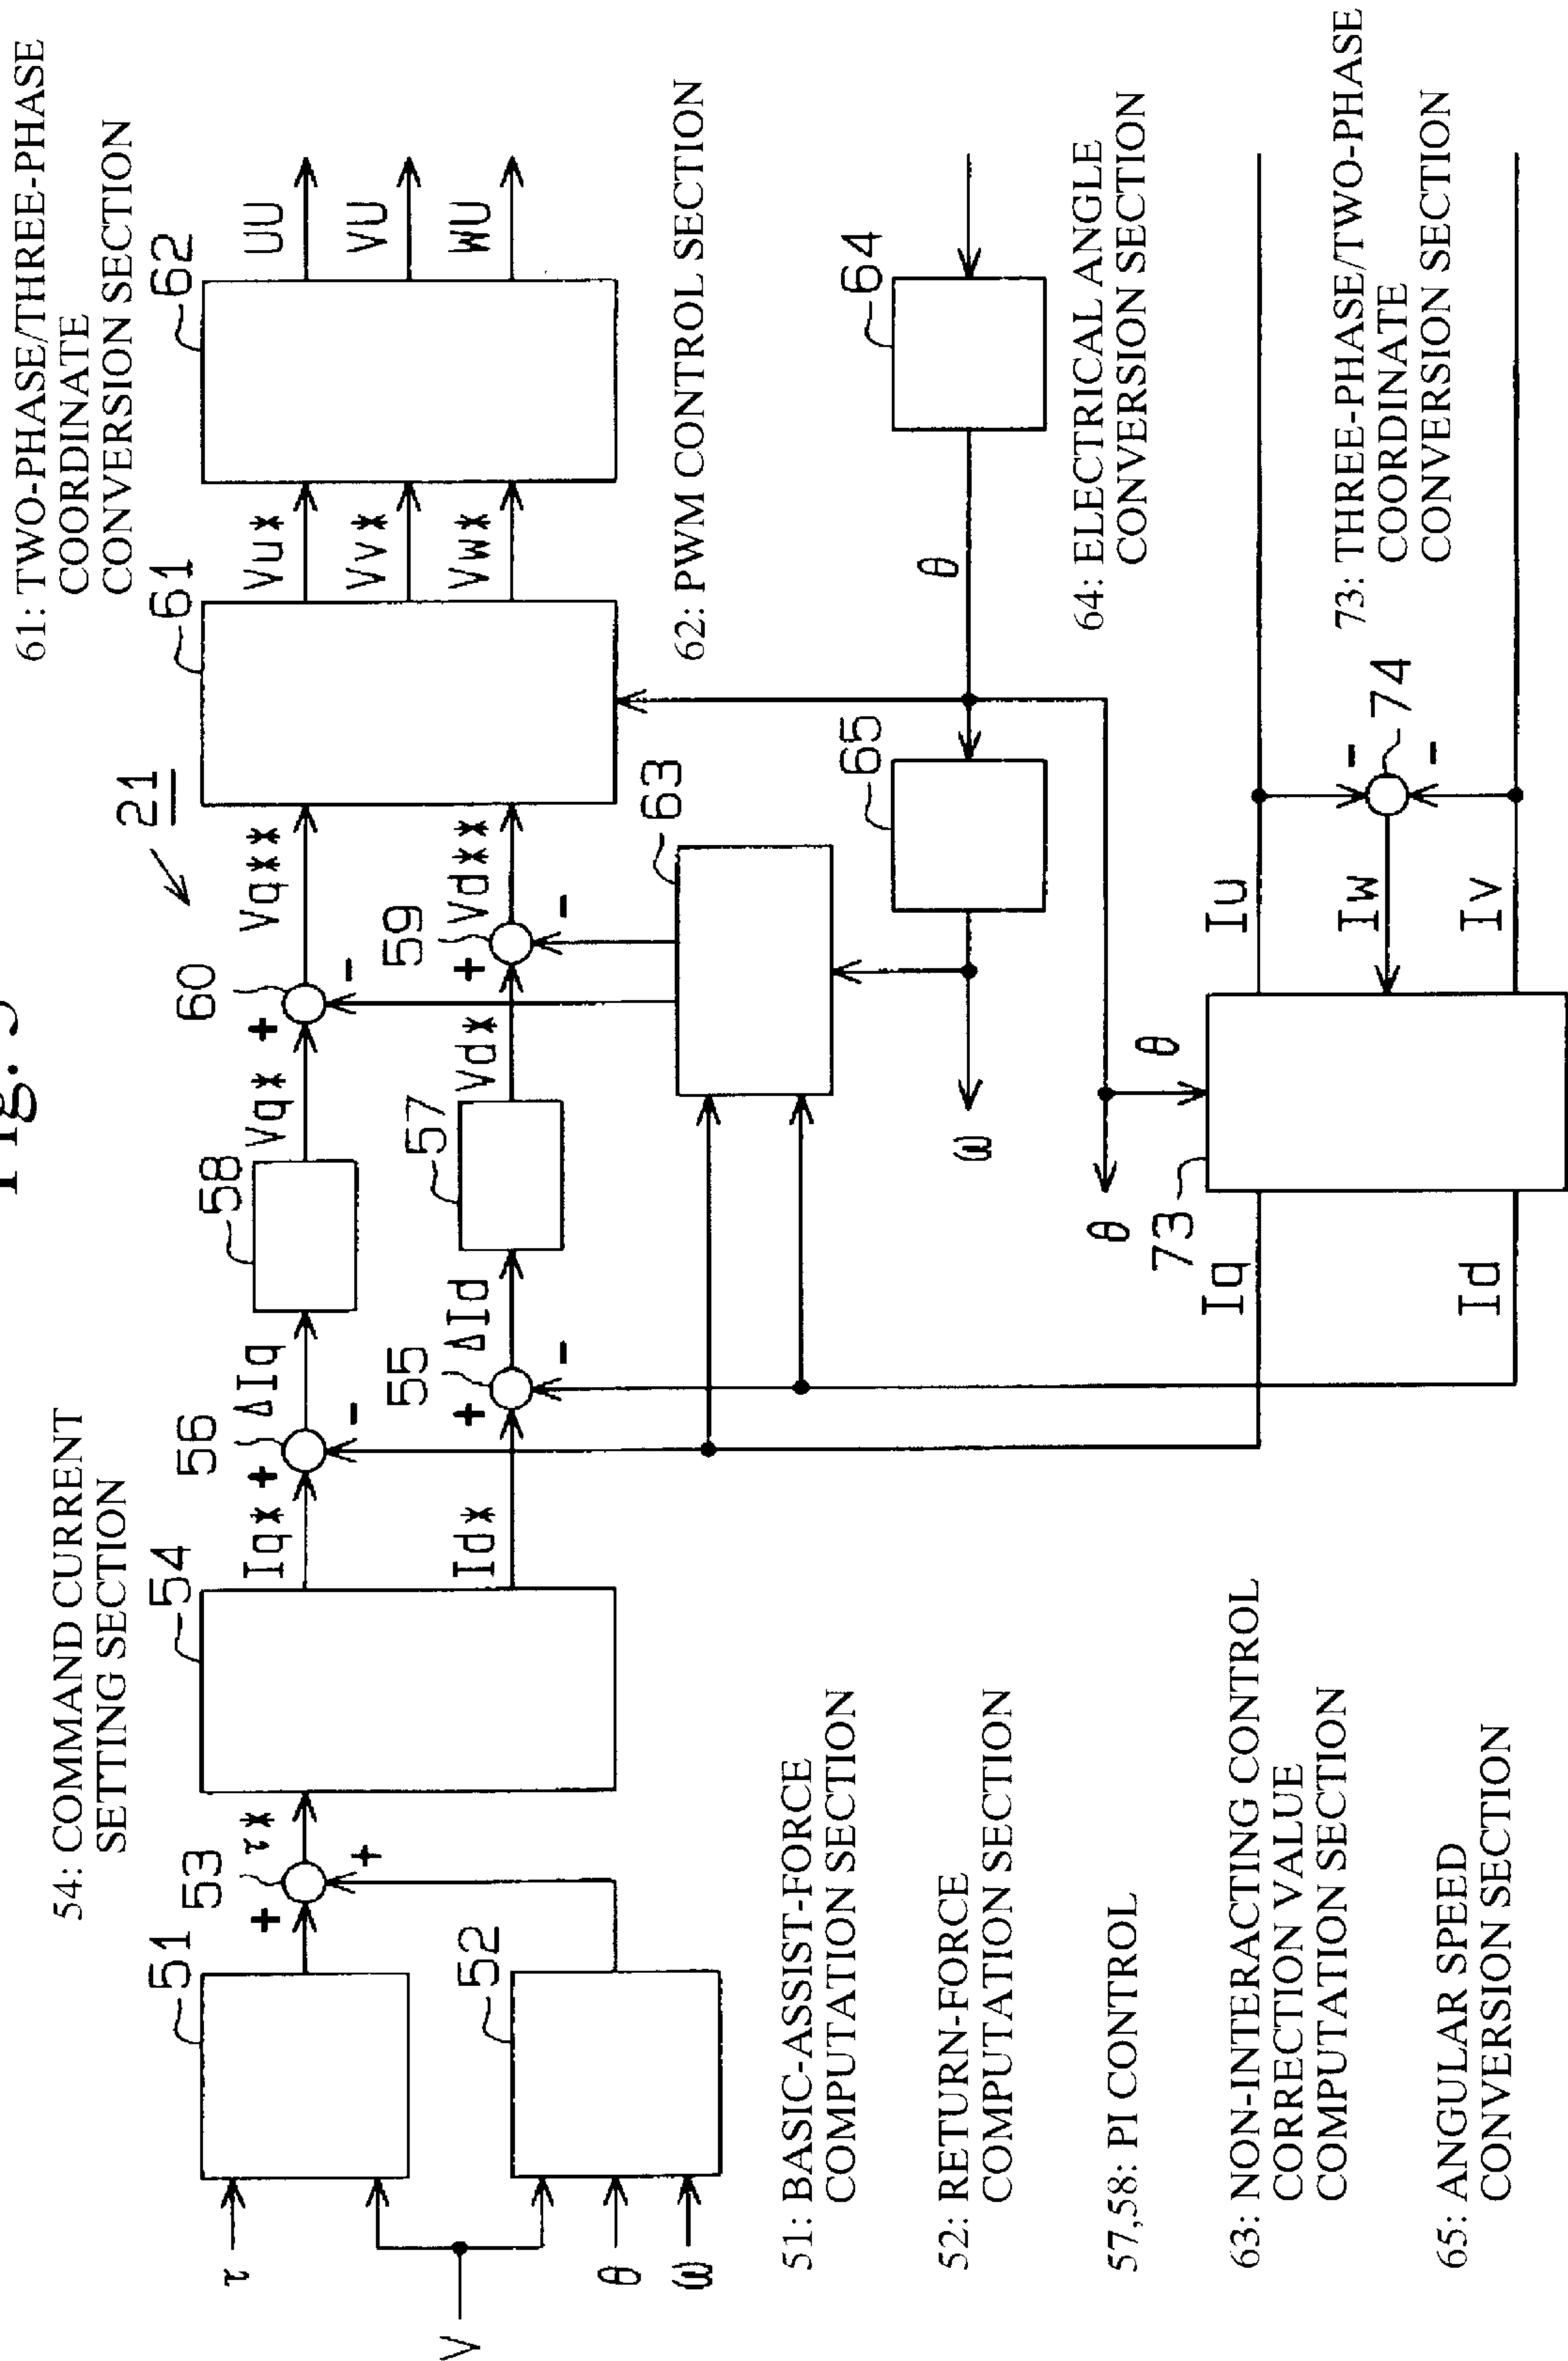 Fig. 3
61: TWO-PHASE/THREE-PHASE
COORDINATE
CONVERSION SECTION
54: COMMAND CURRENT
SETTING SECTION
21
51
53
τ*
54
Iq*
56
ΔIq
58
Vq*
60
Vq**
61
Vu*
Vv*
Vw*
62
UU
VU
WU
+
+
+
-
+
-
τ
V
52
θ
ω
Id*
55
ΔId
57
Vd*
59
Vd**
+
-
+
-
62: PWM CONTROL SECTION
63
65
64
θ
ω
64: ELECTRICAL ANGLE
CONVERSION SECTION
θ
θ
73
Iq
Id
Iu
Iw
Iv
-
74
-
73: THREE-PHASE/TWO-PHASE
COORDINATE
CONVERSION SECTION
51: BASIC-ASSIST-FORCE
COMPUTATION SECTION
52: RETURN-FORCE
COMPUTATION SECTION
57,58: PI CONTROL
63: NON-INTERACTING CONTROL
CORRECTION VALUE
COMPUTATION SECTION
65: ANGULAR SPEED
CONVERSION SECTION